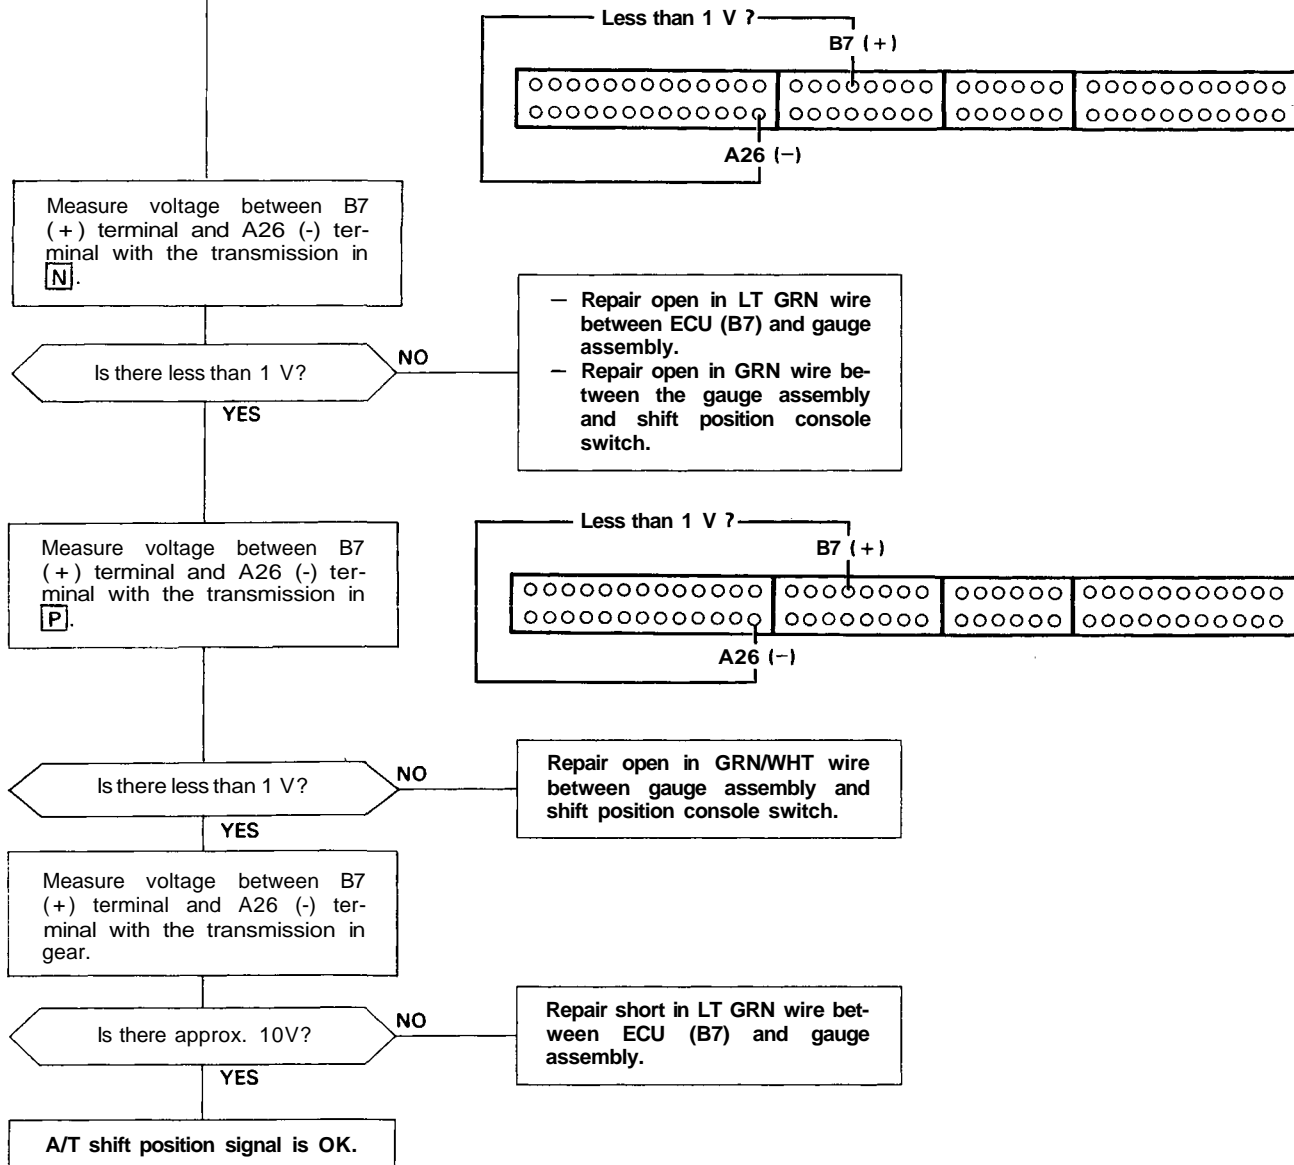 Less than 1 V ?
B7 (+)
A26 (−)
Measure voltage between B7
(+) terminal and A26 (-) ter-
minal with the transmission in
N.
Is there less than 1 V?
NO
YES
— Repair open in LT GRN wire
between ECU (B7) and gauge
assembly.
— Repair open in GRN wire be-
tween the gauge assembly
and shift position console
switch.
Measure voltage between B7
(+) terminal and A26 (-) ter-
minal with the transmission in
P.
Less than 1 V ?
B7 (+)
A26 (−)
Is there less than 1 V?
NO
YES
Repair open in GRN/WHT wire
between gauge assembly and
shift position console switch.
Measure voltage between B7
(+) terminal and A26 (-) ter-
minal with the transmission in
gear.
Is there approx. 10V?
NO
YES
Repair short in LT GRN wire bet-
ween ECU (B7) and gauge
assembly.
A/T shift position signal is OK.